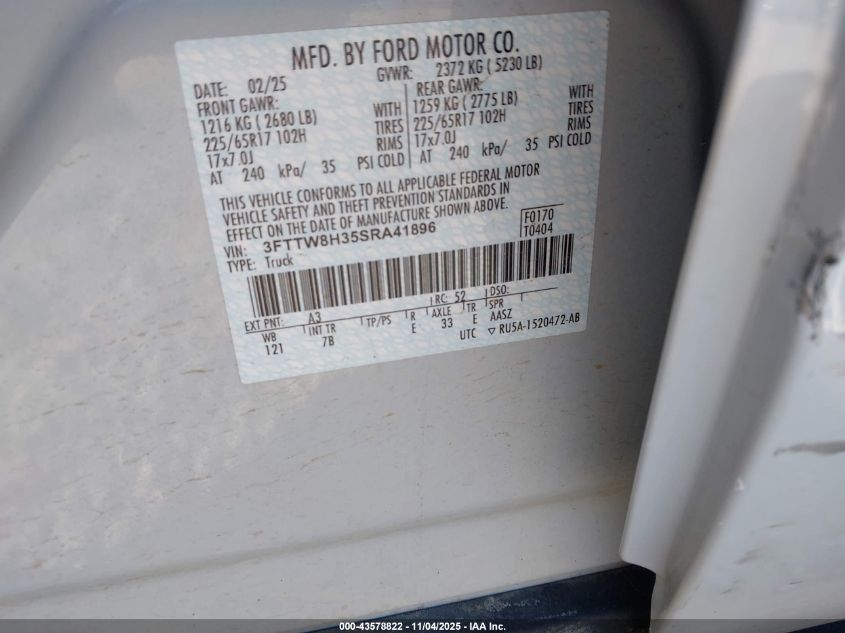 MFD. BY FORD MOTOR CO.
DATE: 02/25 GVWR: 2372 KG ( 5230 LB)
FRONT GAWR: REAR GAWR:
1216 KG ( 2680 LB) WITH 1259 KG ( 2775 LB) WITH
225/65R17 102H TIRES 225/65R17 102H TIRES
17x7.0J RIMS 17x7.0J RIMS
AT 240 kPa/ 35 PSI COLD AT 240 kPa/ 35 PSI COLD
THIS VEHICLE CONFORMS TO ALL APPLICABLE FEDERAL MOTOR
VEHICLE SAFETY AND THEFT PREVENTION STANDARDS IN
EFFECT ON THE DATE OF MANUFACTURE SHOWN ABOVE.
VIN: 3FTTW8H35SRA41896 F0170
TYPE: Truck T0404
EXT PNT: A3 RC: 52 DSO:
WB INT TR TP/PS R AXLE TR SPR
121 7B E 33 E AASZ
UTC ▽ RU5A-1520472-AB
000-43578822 - 11/04/2025 - IAA Inc.